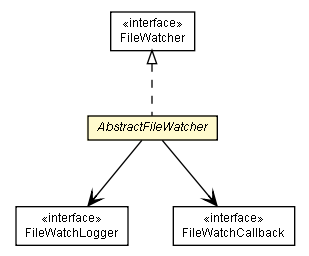 «interface»
FileWatcher
AbstractFileWatcher
«interface»
FileWatchLogger
«interface»
FileWatchCallback